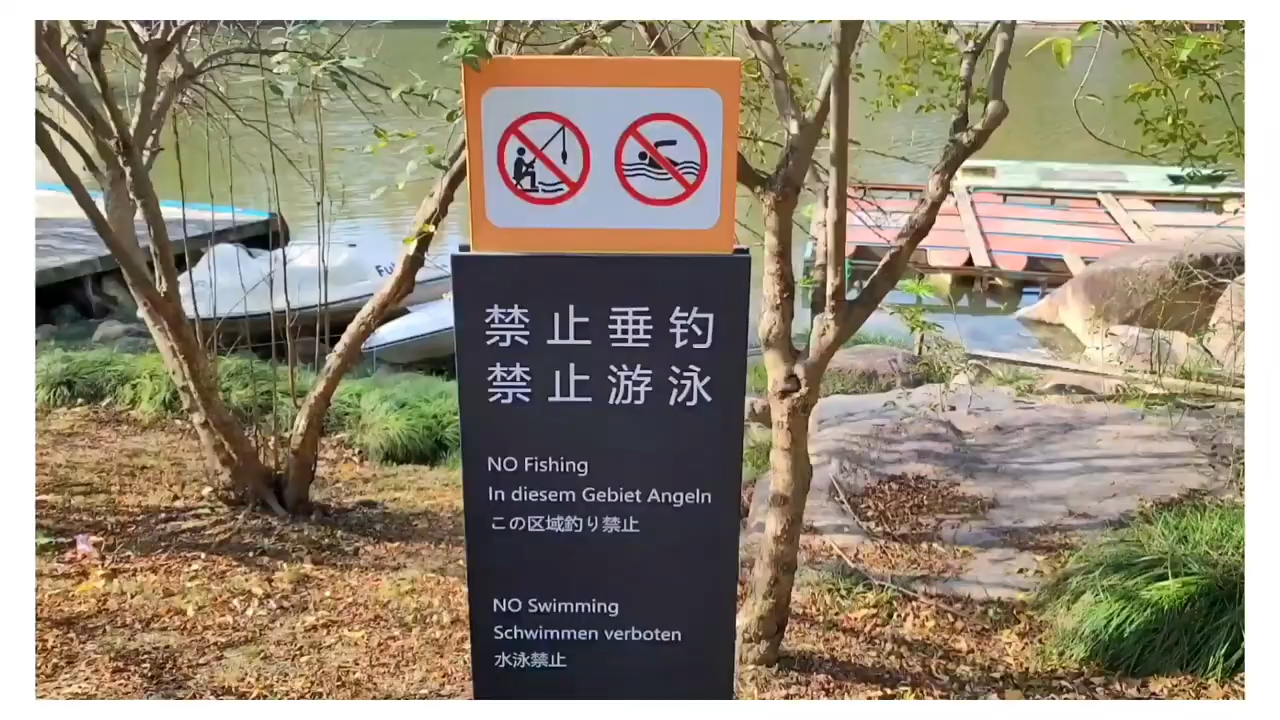 禁止垂钓
禁止游泳
NO Fishing
In diesem Gebiet Angeln
この区域釣り禁止
NO Swimming
Schwimmen verboten
水泳禁止